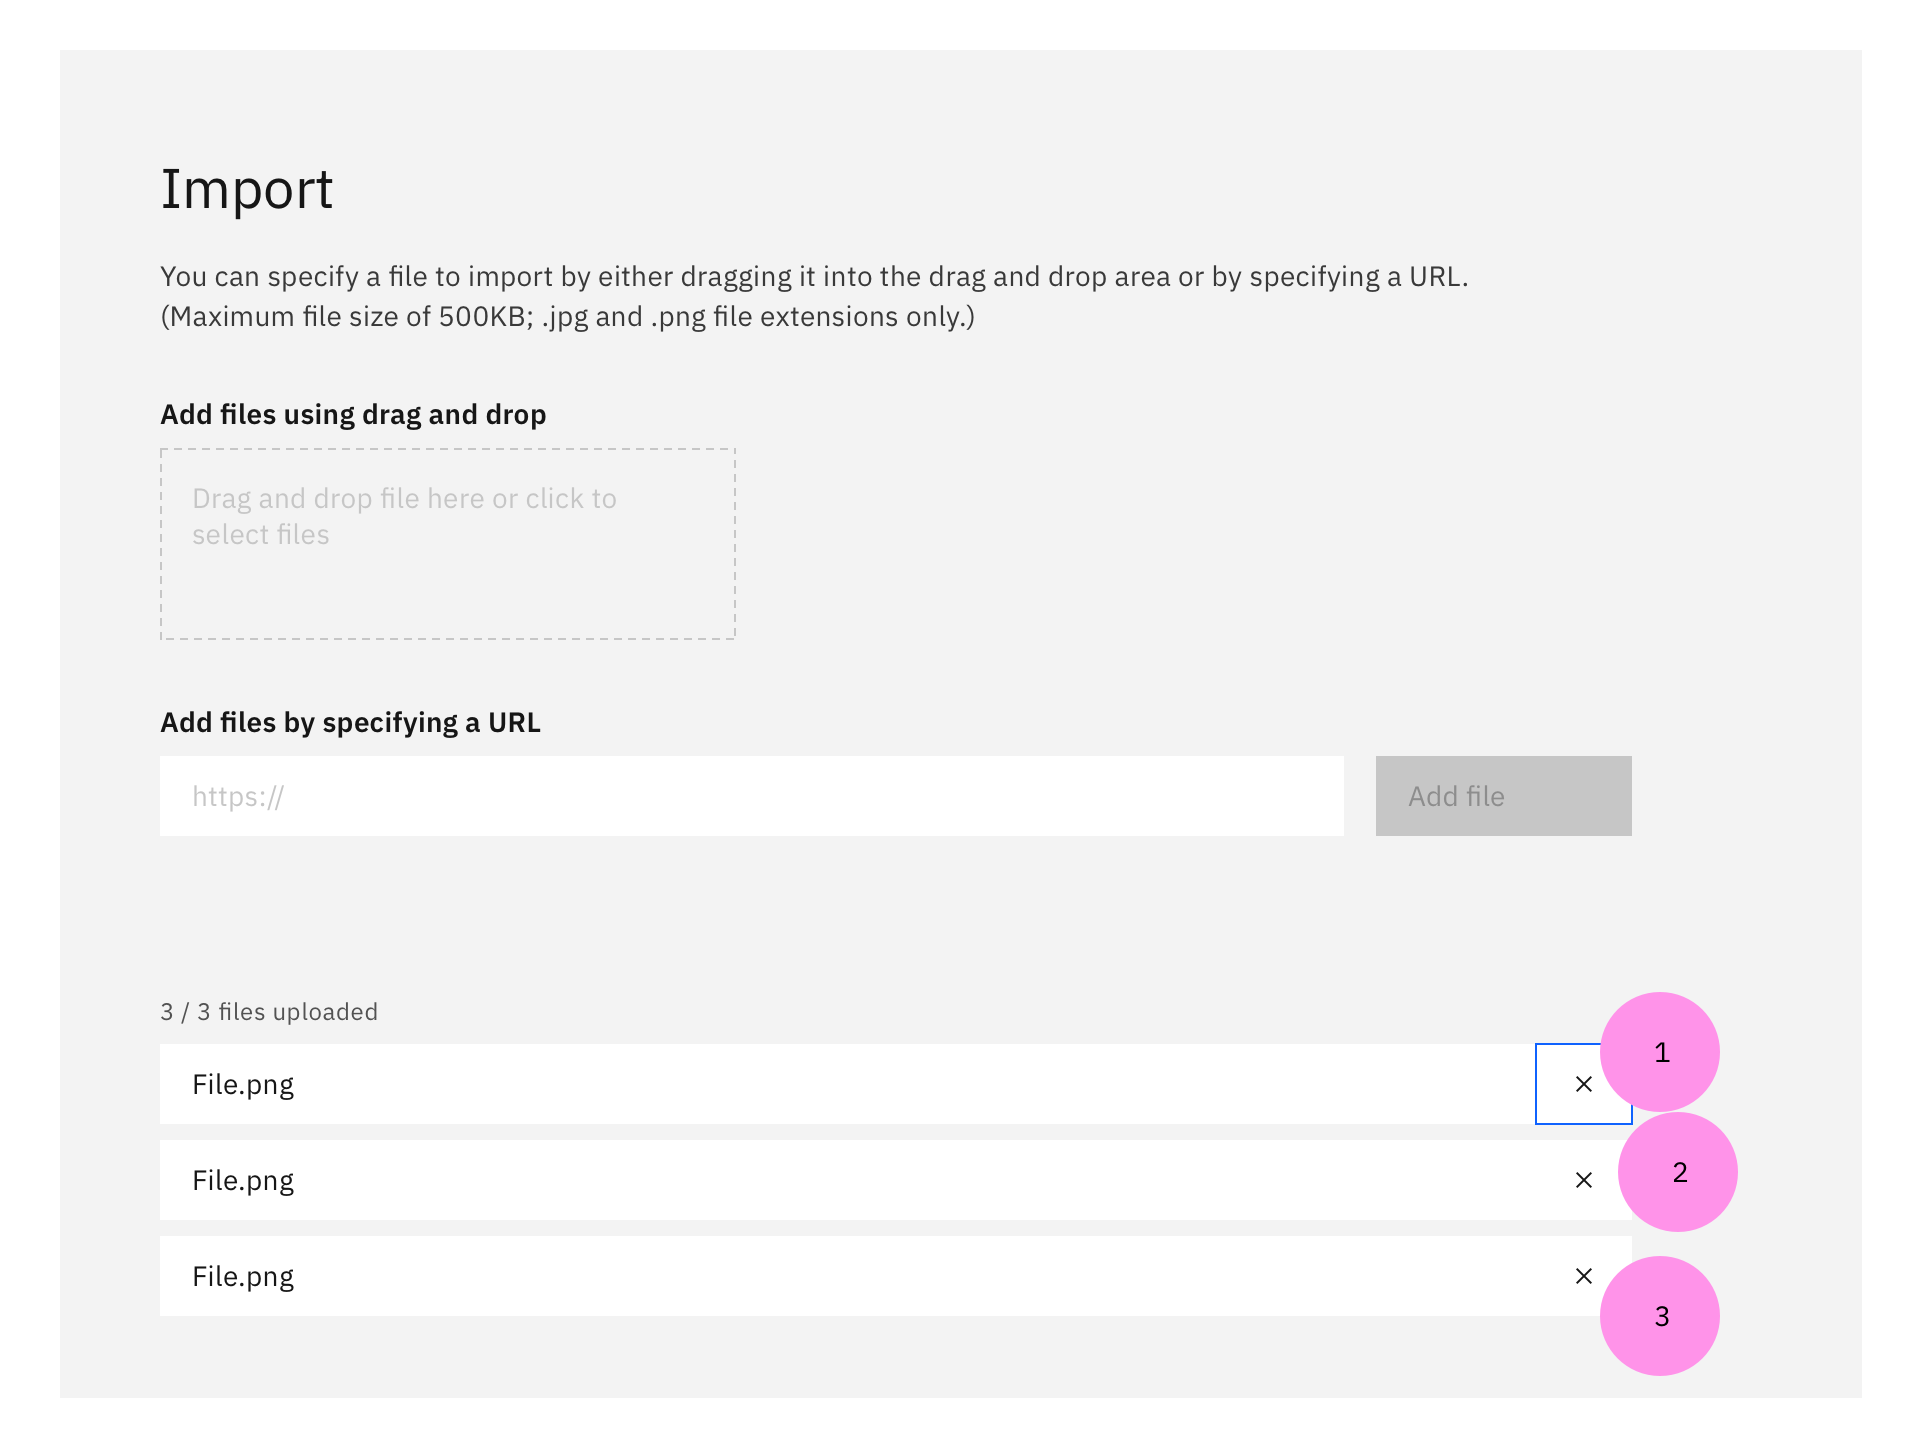 Import
You can specify a file to import by either dragging it into the drag and drop area or by specifying a URL.
(Maximum file size of 500KB; .jpg and .png file extensions only.)
Add files using drag and drop
Drag and drop file here or click to
select files
Add files by specifying a URL
https://
Add file
3 / 3 files uploaded
File.png
1
File.png
2
File.png
3